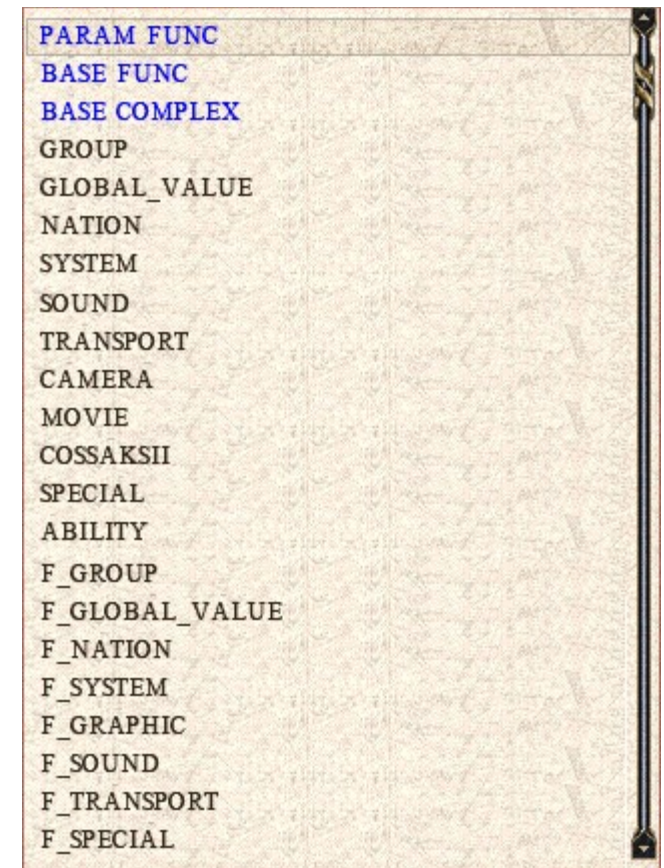 PARAM FUNC
BASE FUNC
BASE COMPLEX
GROUP
GLOBAL_VALUE
NATION
SYSTEM
SOUND
TRANSPORT
CAMERA
MOVIE
COSSAKSII
SPECIAL
ABILITY
F_GROUP
F_GLOBAL_VALUE
F_NATION
F_SYSTEM
F_GRAPHIC
F_SOUND
F_TRANSPORT
F_SPECIAL